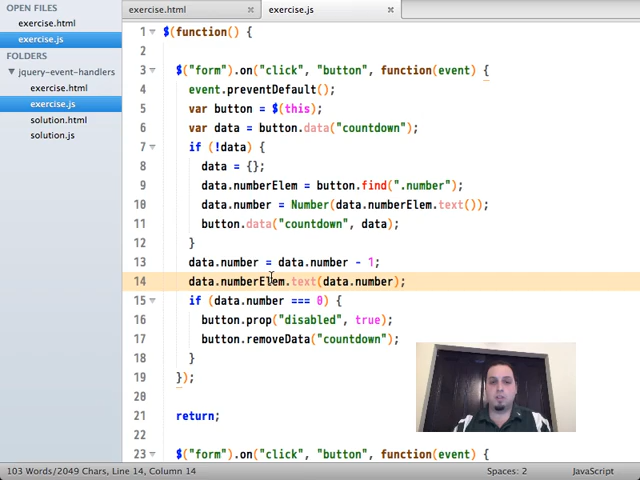 OPEN FILES
exercise.html
exercise.js
FOLDERS
jquery-event-handlers
exercise.html
exercise.js
solution.html
solution.js
exercise.html
exercise.js
1 $(function() {
2
3 $("form").on("click", "button", function(event) {
4 event.preventDefault();
5 var button = $(this);
6 var data = button.data("countdown");
7 if (!data) {
8 data = {};
9 data.numberElem = button.find(".number");
10 data.number = Number(data.numberElem.text());
11 button.data("countdown", data);
12 }
13 data.number = data.number - 1;
14 data.numberElem.text(data.number);
15 if (data.number === 0) {
16 button.prop("disabled", true);
17 button.removeData("countdown");
18 }
19 });
20
21 return;
22
23 $("form").on("click", "button", function(event) {
103 Words/2049 Chars, Line 14, Column 14
Spaces: 2
JavaScript